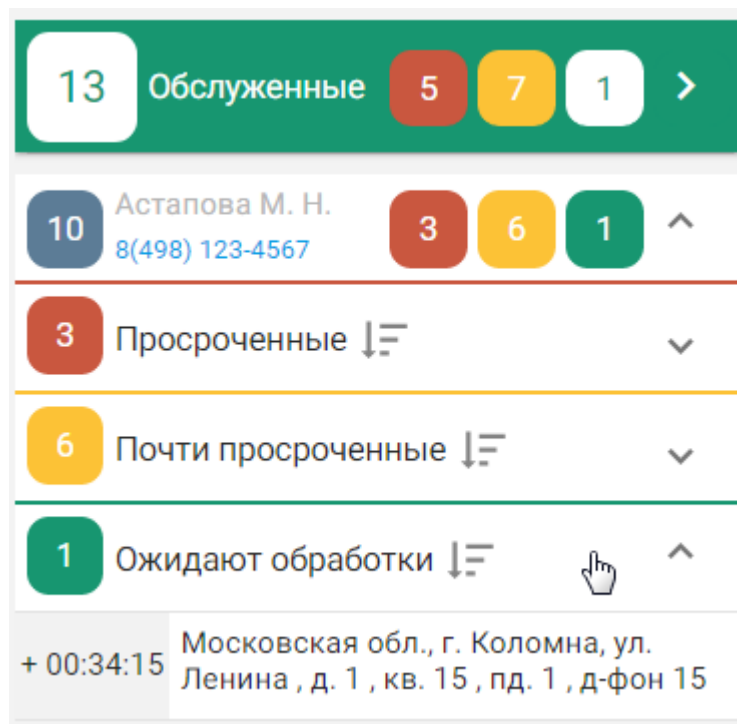 13 Обслуженные 5 7 1
10 Астапова М. Н. 3 6 1
8(498) 123-4567
3 Просроченные
6 Почти просроченные
1 Ожидают обработки
+ 00:34:15 Московская обл., г. Коломна, ул.
Ленина , д. 1 , кв. 15 , пд. 1 , д-фон 15